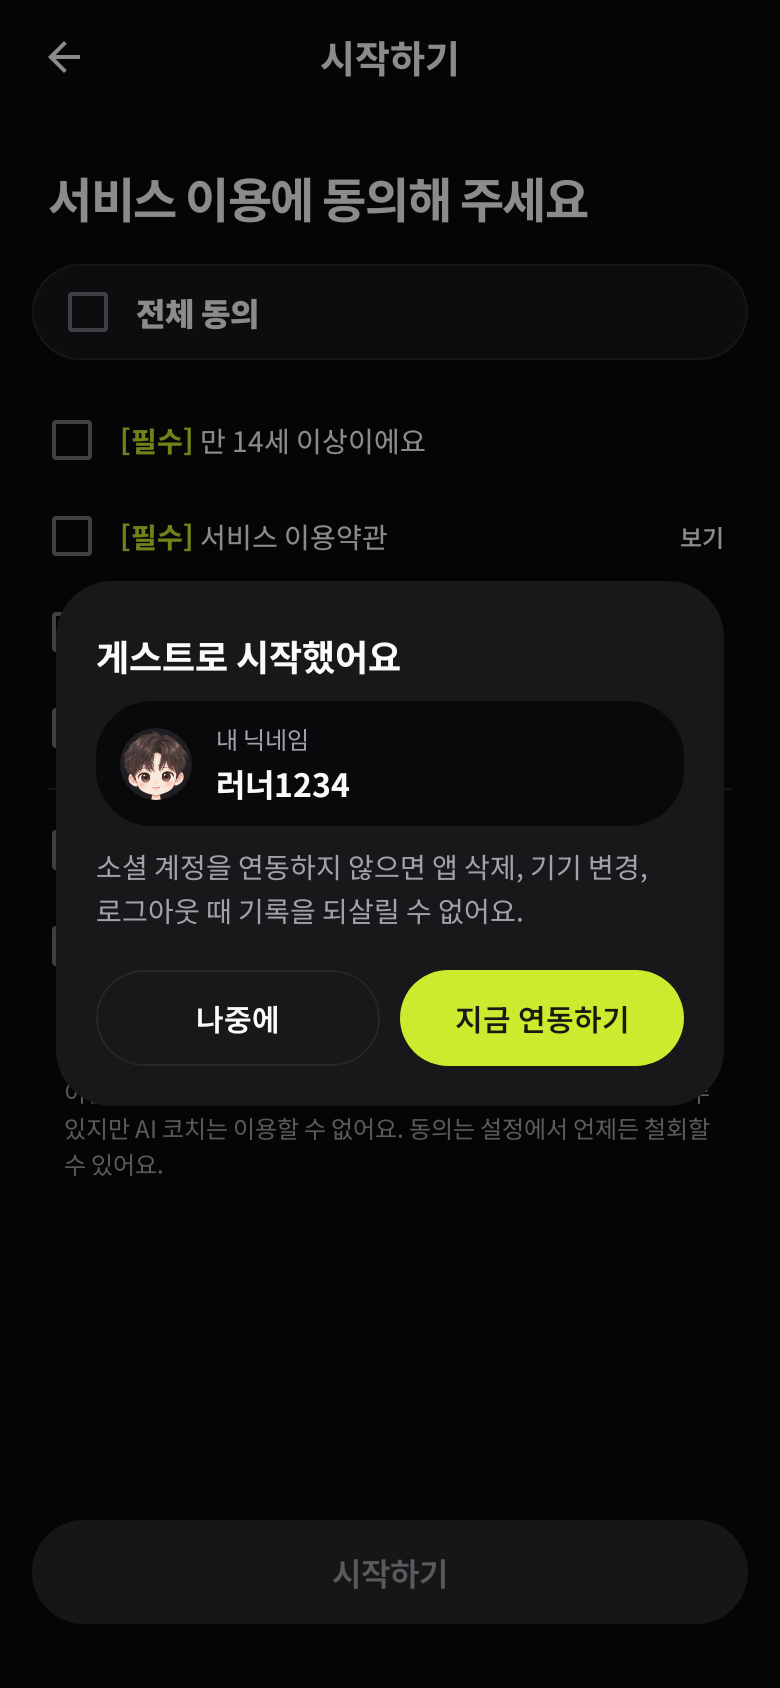 시작하기
서비스 이용에 동의해 주세요
전체 동의
[필수] 만 14세 이상이에요
[필수] 서비스 이용약관
보기
게스트로 시작했어요
내 닉네임
러너1234
소셜 계정을 연동하지 않으면 앱 삭제, 기기 변경,
로그아웃 때 기록을 되살릴 수 없어요.
나중에
지금 연동하기
있지만 AI 코치는 이용할 수 없어요. 동의는 설정에서 언제든 철회할
수 있어요.
시작하기